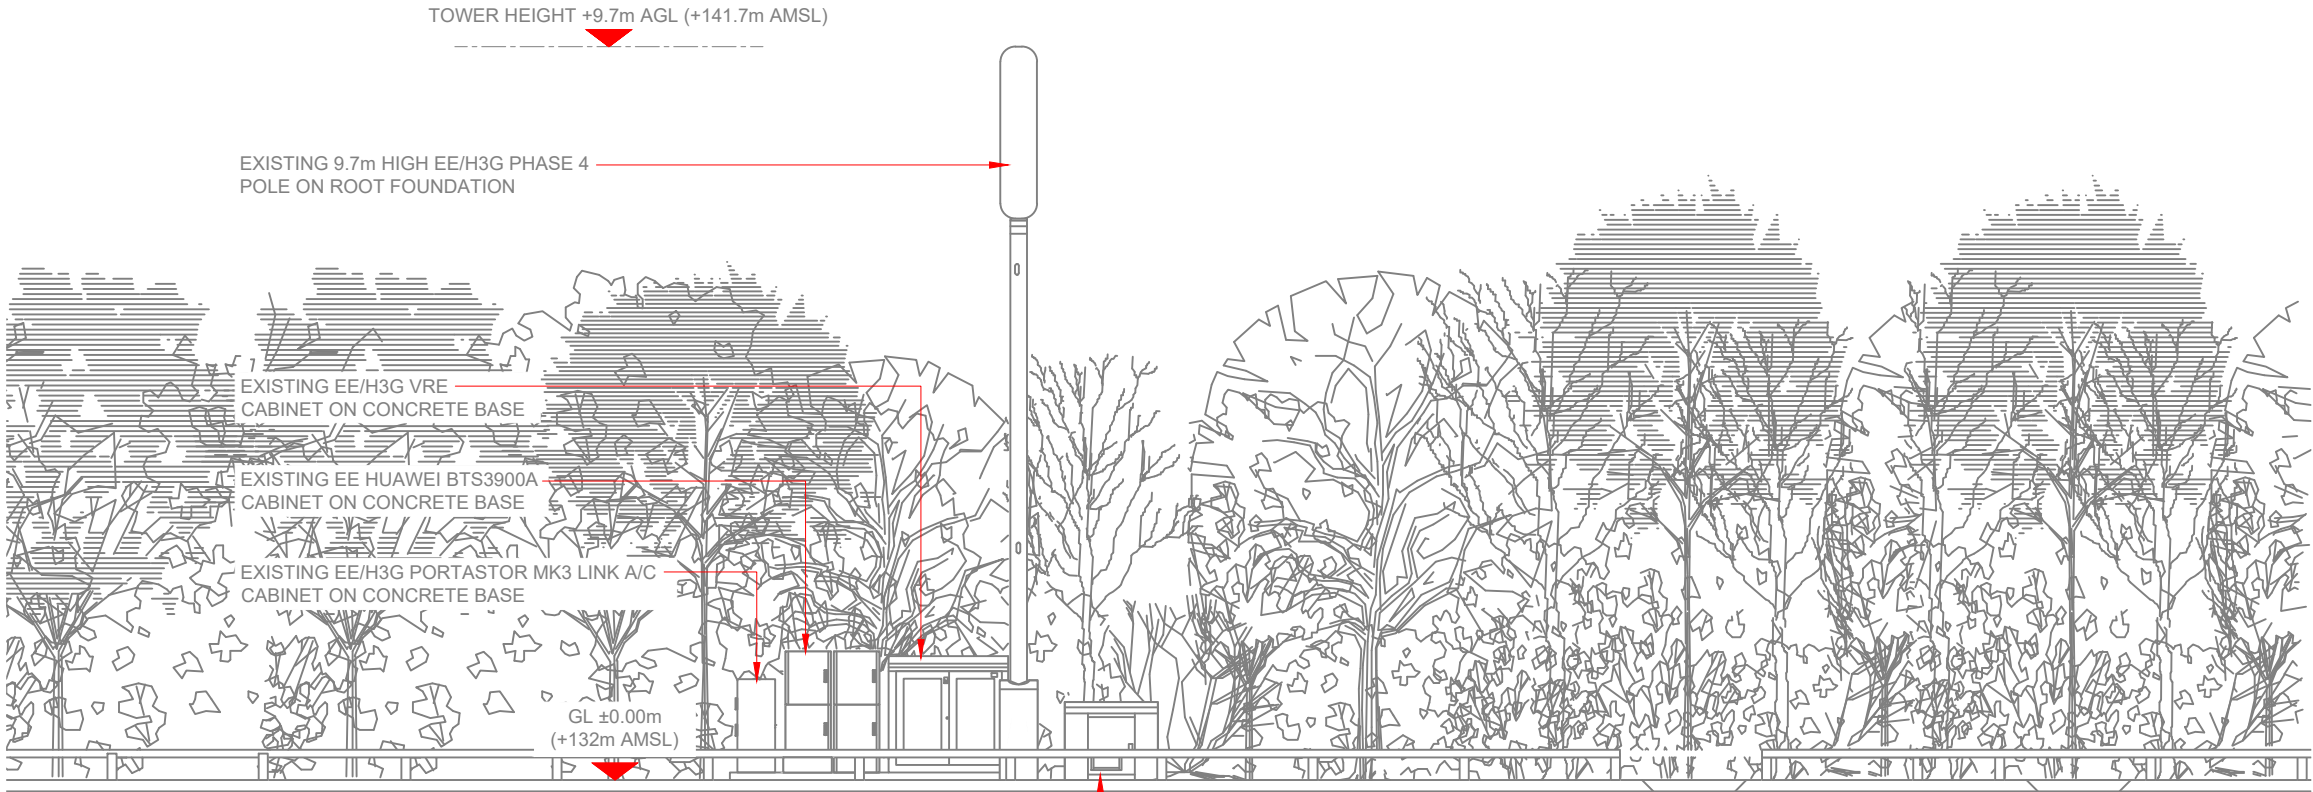 TOWER HEIGHT +9.7m AGL (+141.7m AMSL)
EXISTING 9.7m HIGH EE/H3G PHASE 4
POLE ON ROOT FOUNDATION
EXISTING EE/H3G VRE
CABINET ON CONCRETE BASE
EXISTING EE HUAWEI BTS3900A
CABINET ON CONCRETE BASE
EXISTING EE/H3G PORTASTOR MK3 LINK A/C
CABINET ON CONCRETE BASE
GL ±0.00m
(+132m AMSL)